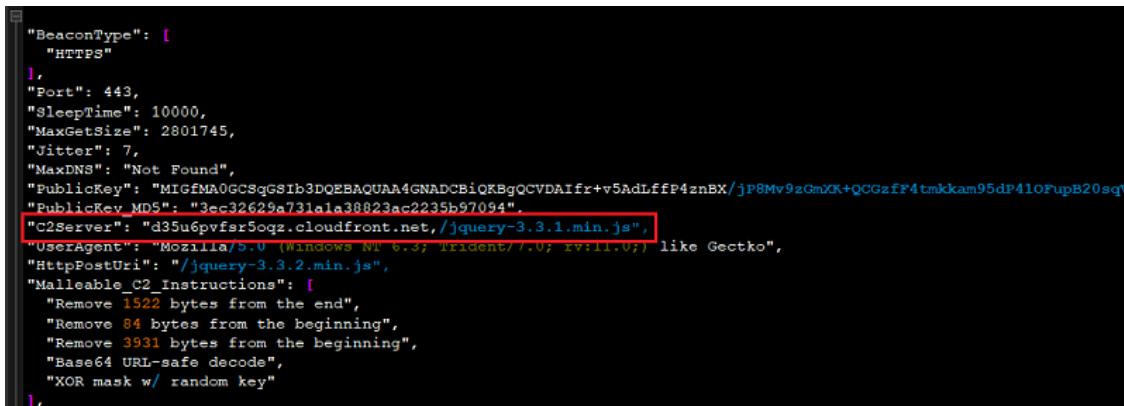 "BeaconType": [
"HTTPS"
],
"Port": 443,
"SleepTime": 10000,
"MaxGetSize": 2801745,
"Jitter": 7,
"MaxDNS": "Not Found",
"PublicKey": "MIGfMA0GCSqGSIb3DQEBAQUAA4GNADCBiQKBgQCVDAIfr+v5AdLffP4znBX/jP8Mv9zGmXK+QCGzfF4tmkkam95dP41OFupB20sqV
"PublicKey_MD5": "3ec32629a731a1a38823ac2235b97094",
"C2Server": "d35u6pvfsr5oqz.cloudfront.net,/jquery-3.3.1.min.js",
"UserAgent": "Mozilla/5.0 (Windows NT 6.3; Trident/7.0; rv:11.0;) like Gectko",
"HttpPostUri": "/jquery-3.3.2.min.js",
"Malleable_C2_Instructions": [
"Remove 1522 bytes from the end",
"Remove 84 bytes from the beginning",
"Remove 3931 bytes from the beginning",
"Base64 URL-safe decode",
"XOR mask w/ random key"
],